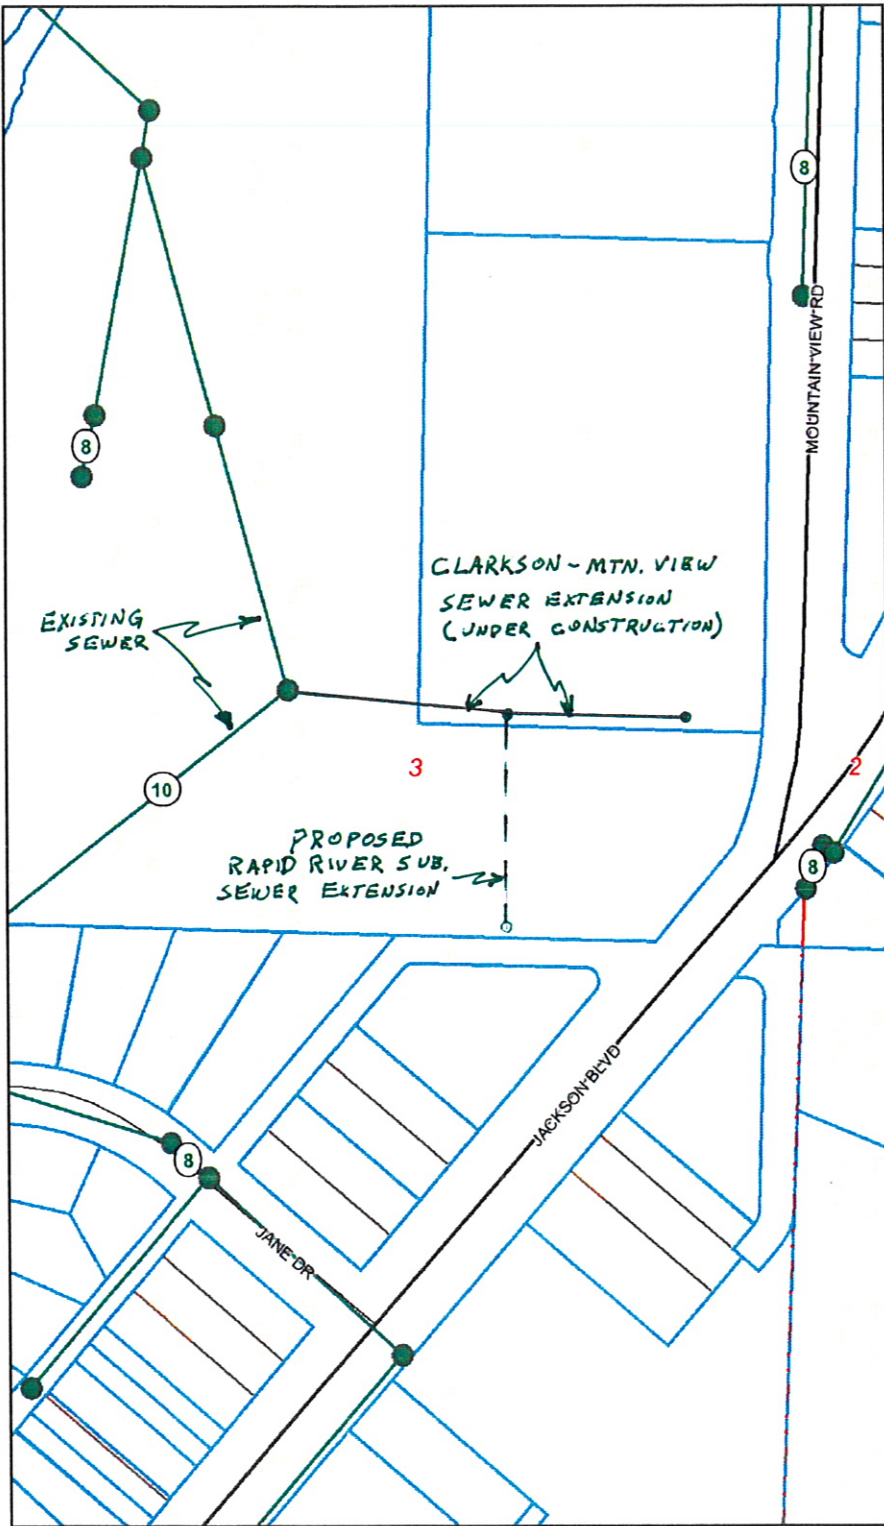 8
MOUNTAIN VIEW RD
8
CLARKSON ~ MTN. VIEW
SEWER EXTENSION
(UNDER CONSTRUCTION)
EXISTING
SEWER
3
2
10
PROPOSED
RAPID RIVER SUB.
SEWER EXTENSION
8
JACKSON BLVD
8
JANE DR